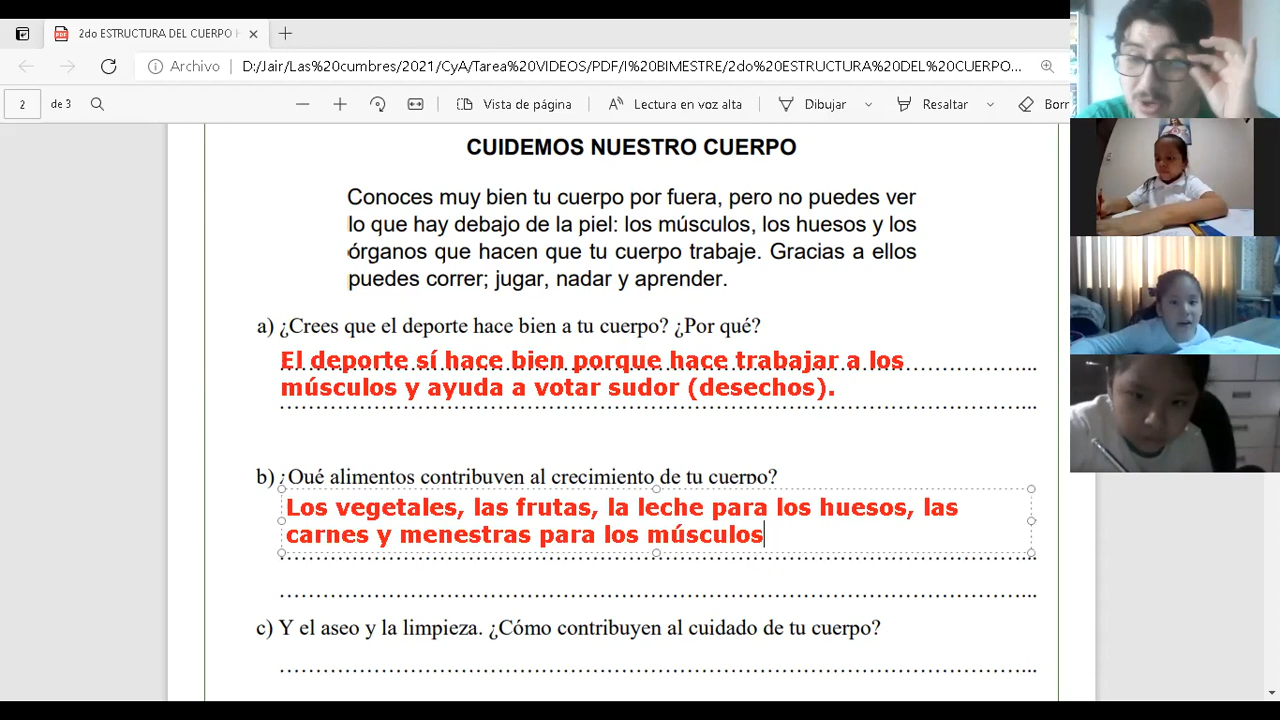 2do ESTRUCTURA DEL CUERPO
Archivo D:/Jair/Las%20cumbres/2021/CyA/Tarea%20VIDEOS/PDF/I%20BIMESTRE/2do%20ESTRUCTURA%20DEL%20CUERPO...
2 de 3 Vista de página Lectura en voz alta Dibujar Resaltar Borr
CUIDEMOS NUESTRO CUERPO
Conoces muy bien tu cuerpo por fuera, pero no puedes ver
lo que hay debajo de la piel: los músculos, los huesos y los
órganos que hacen que tu cuerpo trabaje. Gracias a ellos
puedes correr; jugar, nadar y aprender.
a) ¿Crees que el deporte hace bien a tu cuerpo? ¿Por qué?
El deporte sí hace bien porque hace trabajar a los
músculos y ayuda a votar sudor (desechos).
b) ¿Qué alimentos contribuyen al crecimiento de tu cuerpo?
Los vegetales, las frutas, la leche para los huesos, las
carnes y menestras para los músculos
c) Y el aseo y la limpieza. ¿Cómo contribuyen al cuidado de tu cuerpo?